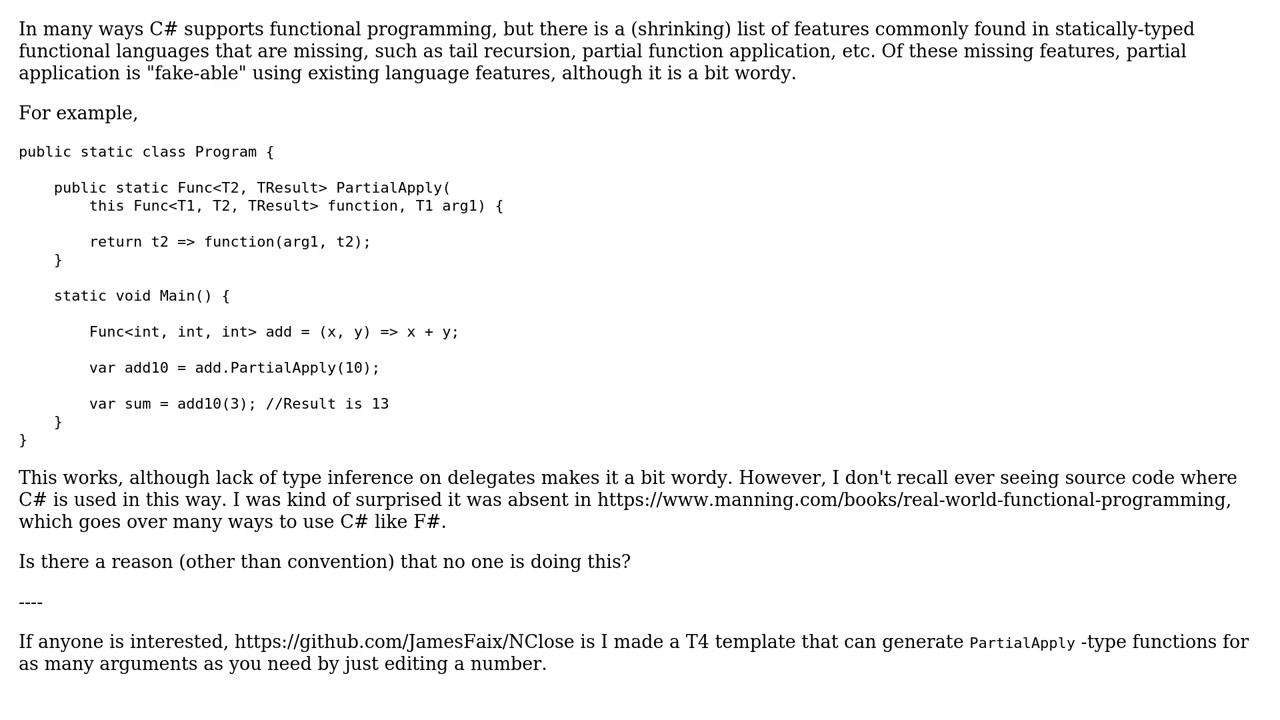 In many ways C# supports functional programming, but there is a (shrinking) list of features commonly found in statically-typed
functional languages that are missing, such as tail recursion, partial function application, etc. Of these missing features, partial
application is "fake-able" using existing language features, although it is a bit wordy.
For example,
public static class Program {
    public static Func<T2, TResult> PartialApply(
        this Func<T1, T2, TResult> function, T1 arg1) {
        return t2 => function(arg1, t2);
    }
    static void Main() {
        Func<int, int, int> add = (x, y) => x + y;
        var add10 = add.PartialApply(10);
        var sum = add10(3); //Result is 13
    }
}
This works, although lack of type inference on delegates makes it a bit wordy. However, I don't recall ever seeing source code where
C# is used in this way. I was kind of surprised it was absent in https://www.manning.com/books/real-world-functional-programming,
which goes over many ways to use C# like F#.
Is there a reason (other than convention) that no one is doing this?
----
If anyone is interested, https://github.com/JamesFaix/NClose is I made a T4 template that can generate PartialApply -type functions for
as many arguments as you need by just editing a number.